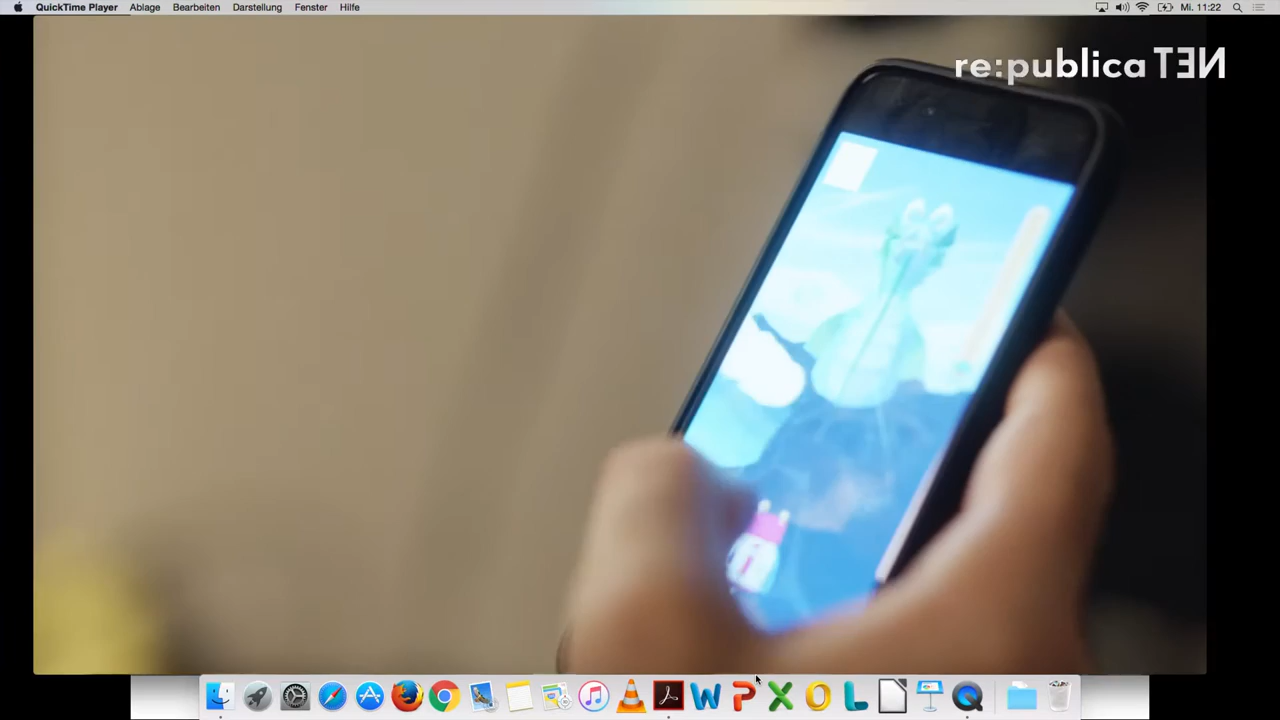 QuickTime Player Ablage Bearbeiten Darstellung Fenster Hilfe Mi. 11:22
re:publica TEN